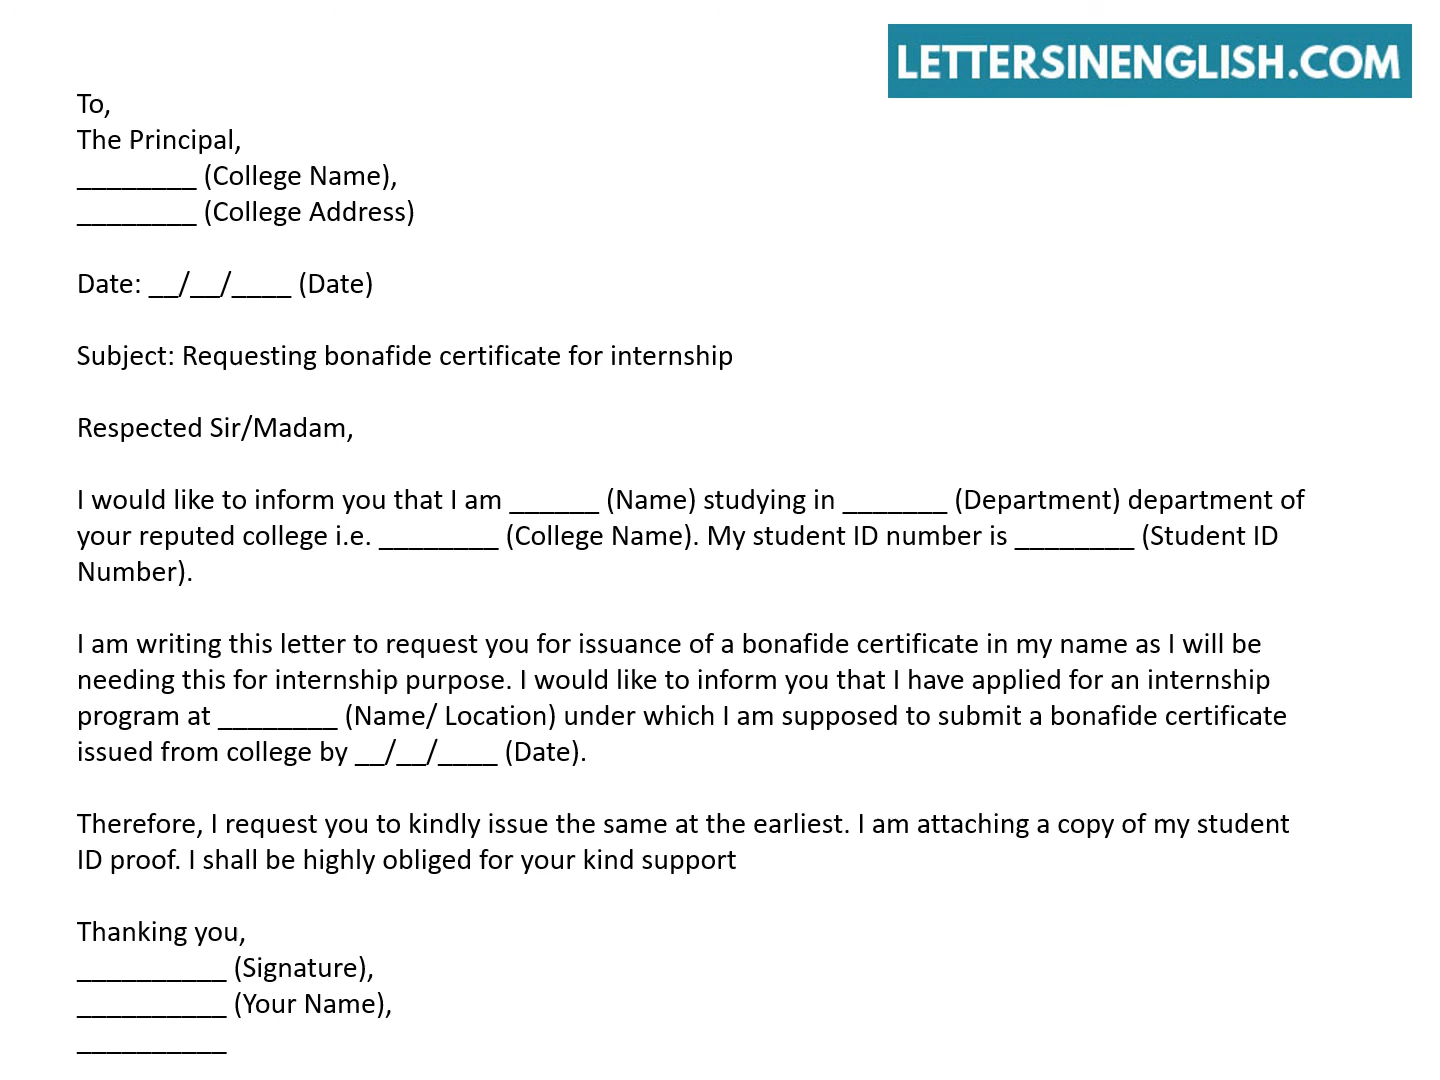 LETTERSINENGLISH.COM
To,
The Principal,
________ (College Name),
________ (College Address)
Date: __/__/____ (Date)
Subject: Requesting bonafide certificate for internship
Respected Sir/Madam,
I would like to inform you that I am ______ (Name) studying in _______ (Department) department of
your reputed college i.e. ________ (College Name). My student ID number is ________ (Student ID
Number).
I am writing this letter to request you for issuance of a bonafide certificate in my name as I will be
needing this for internship purpose. I would like to inform you that I have applied for an internship
program at ________ (Name/ Location) under which I am supposed to submit a bonafide certificate
issued from college by __/__/____ (Date).
Therefore, I request you to kindly issue the same at the earliest. I am attaching a copy of my student
ID proof. I shall be highly obliged for your kind support
Thanking you,
__________ (Signature),
__________ (Your Name),
__________